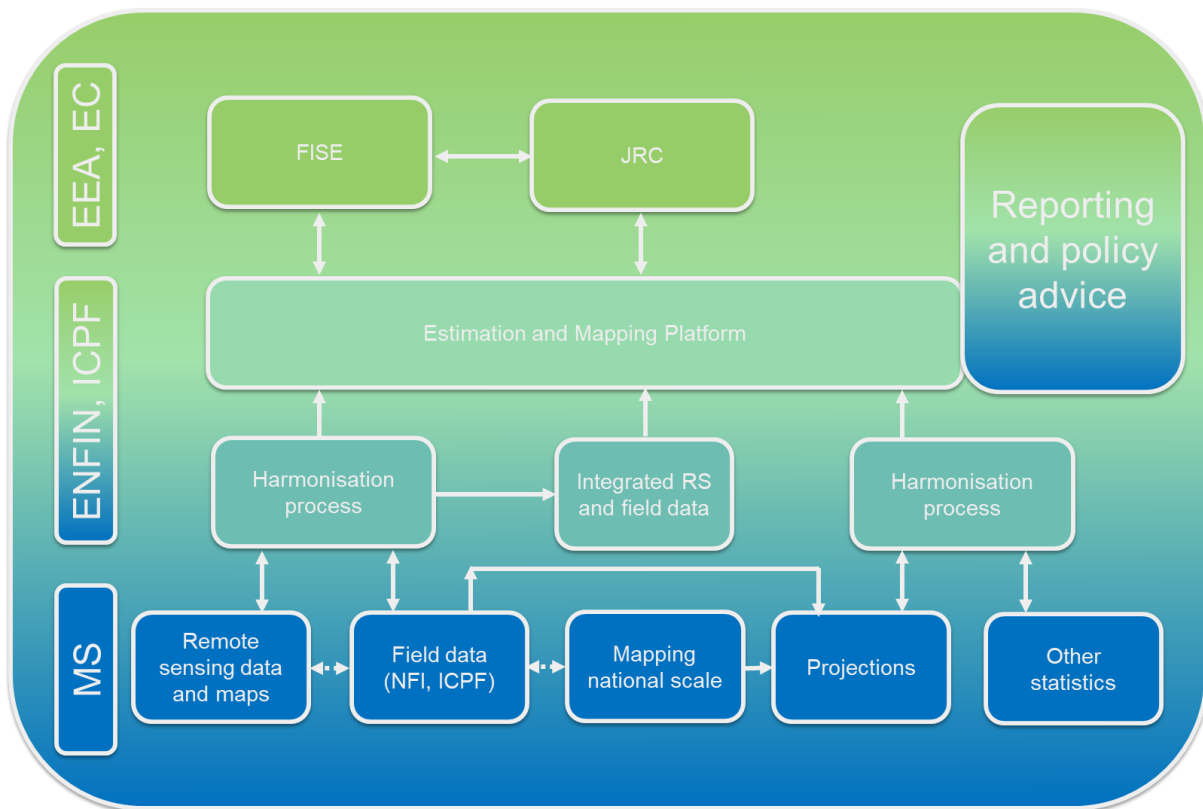 EEA, EC
FISE
JRC
Reporting
and policy
advice
ENFIN, ICPF
Estimation and Mapping Platform
Harmonisation
process
Integrated RS
and field data
Harmonisation
process
MS
Remote
sensing data
and maps
Field data
(NFI, ICPF)
Mapping
national scale
Projections
Other
statistics